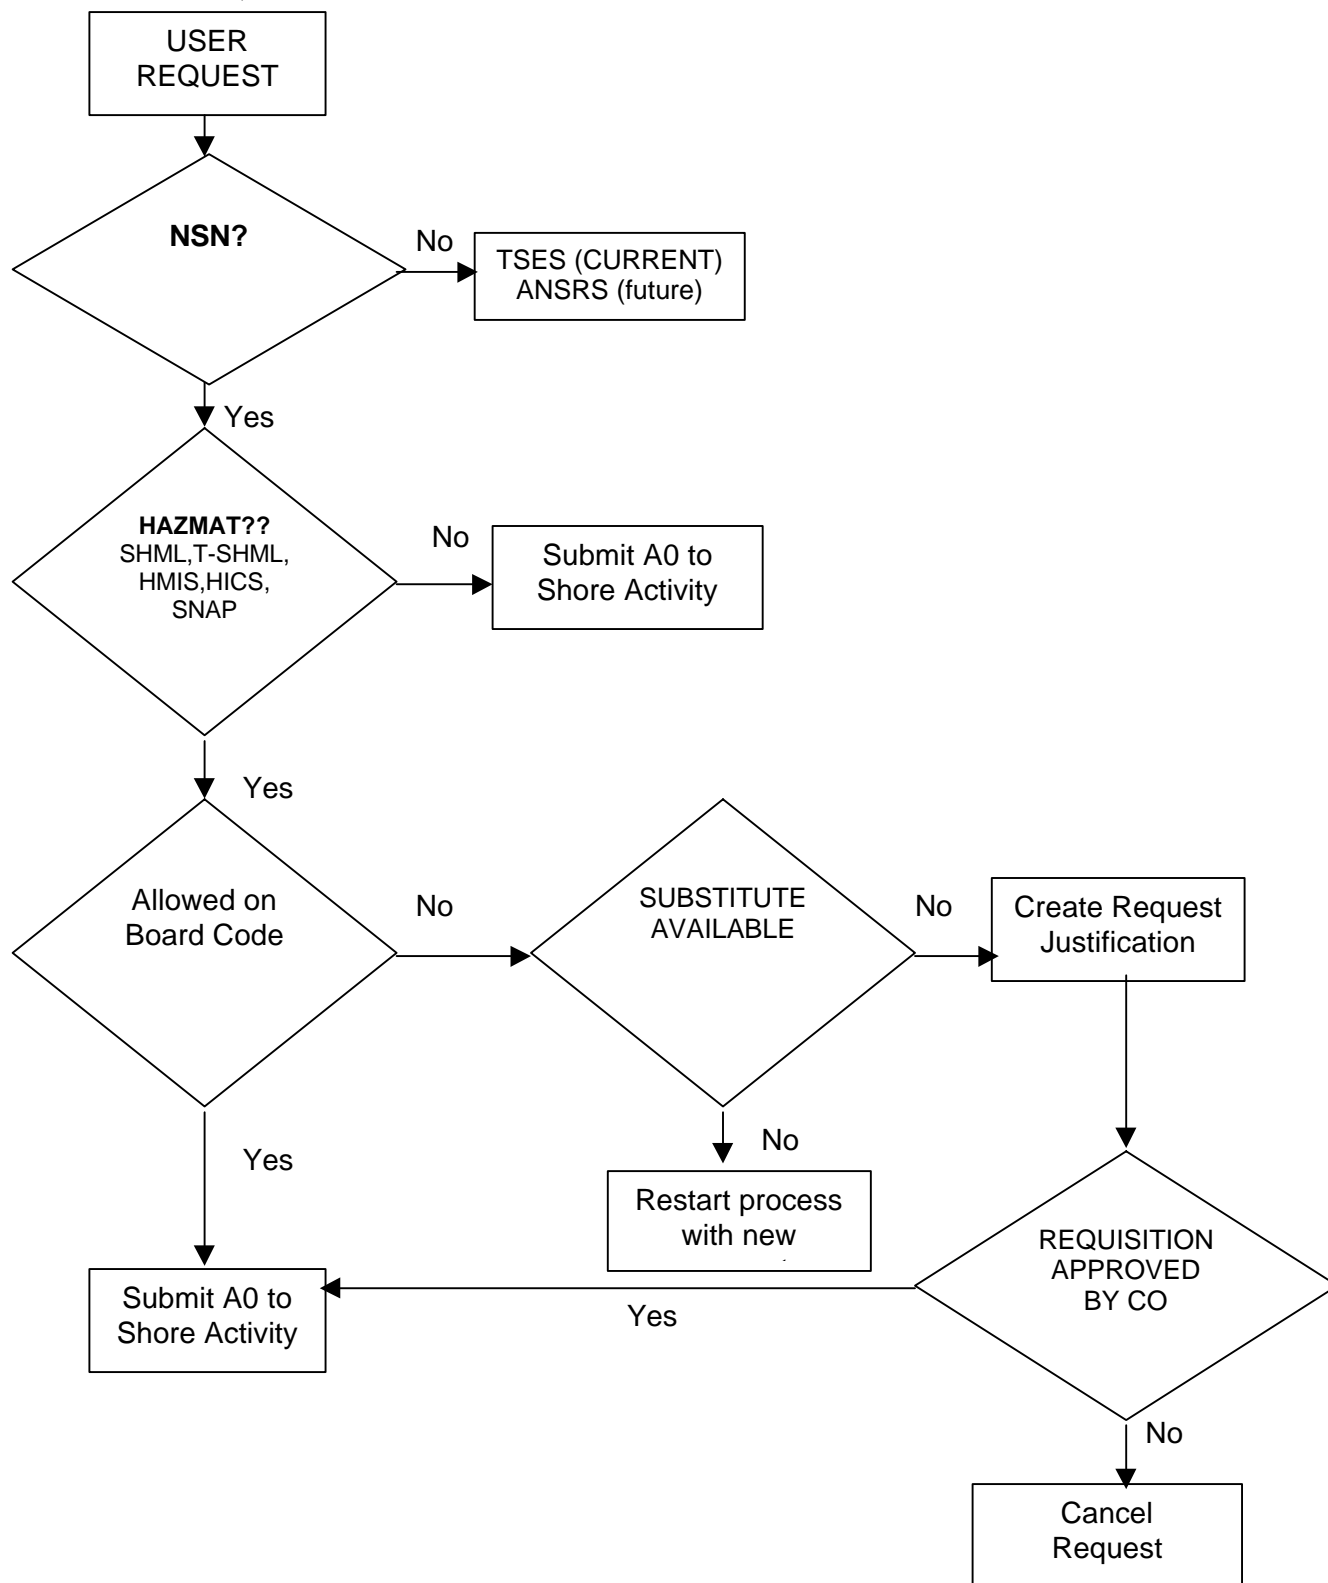 USER
REQUEST
NSN?
No
TSES (CURRENT)
ANSRS (future)
Yes
HAZMAT??
SHML,T-SHML,
HMIS,HICS,
SNAP
No
Submit A0 to
Shore Activity
Yes
Allowed on
Board Code
No
SUBSTITUTE
AVAILABLE
No
Create Request
Justification
Yes
No
Restart process
with new
REQUISITION
APPROVED
BY CO
Submit A0 to
Shore Activity
Yes
No
Cancel
Request